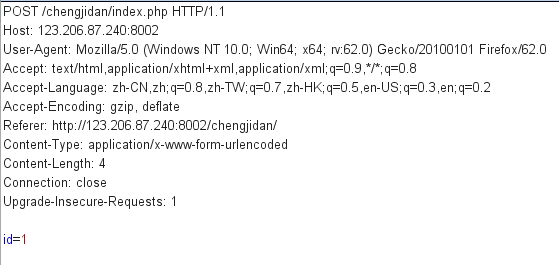 POST /chengjidan/index.php HTTP/1.1
Host: 123.206.87.240:8002
User-Agent: Mozilla/5.0 (Windows NT 10.0; Win64; x64; rv:62.0) Gecko/20100101 Firefox/62.0
Accept: text/html,application/xhtml+xml,application/xml;q=0.9,*/*;q=0.8
Accept-Language: zh-CN,zh;q=0.8,zh-TW;q=0.7,zh-HK;q=0.5,en-US;q=0.3,en;q=0.2
Accept-Encoding: gzip, deflate
Referer: http://123.206.87.240:8002/chengjidan/
Content-Type: application/x-www-form-urlencoded
Content-Length: 4
Connection: close
Upgrade-Insecure-Requests: 1
id=1